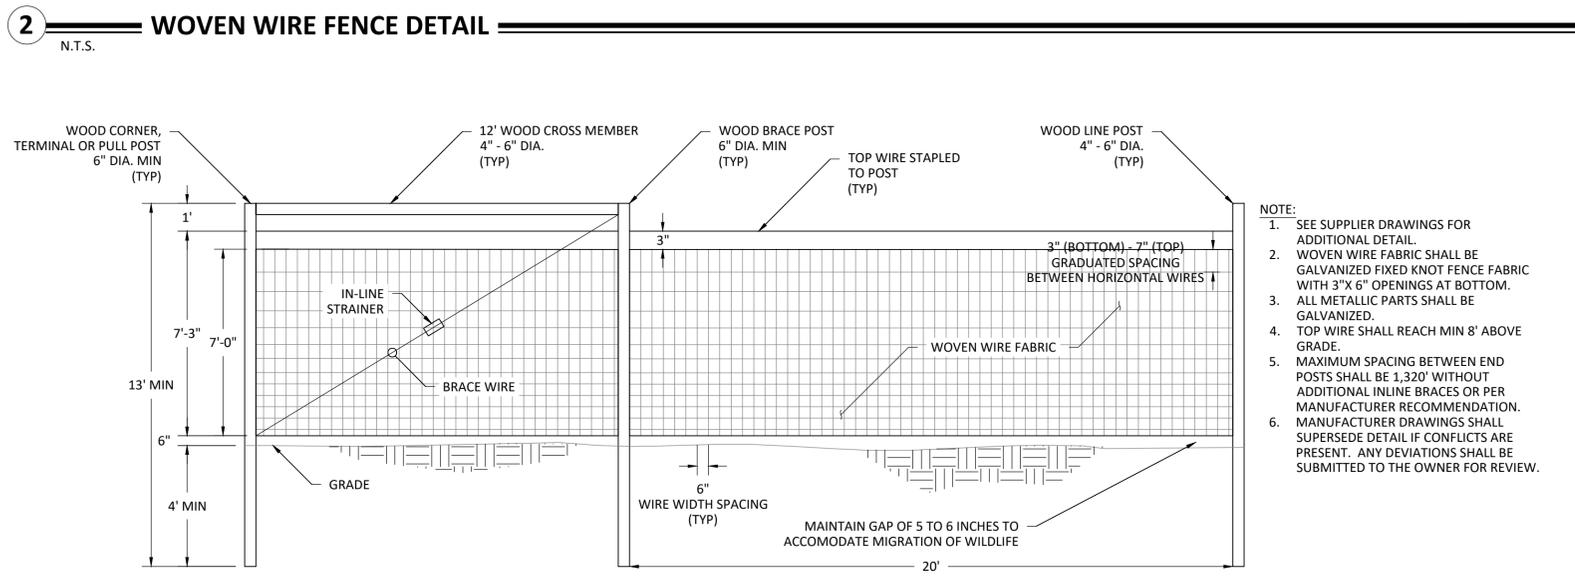 2
WOVEN WIRE FENCE DETAIL
N.T.S.
WOOD CORNER,
TERMINAL OR PULL POST
6" DIA. MIN
(TYP)
12' WOOD CROSS MEMBER
4" - 6" DIA.
(TYP)
WOOD BRACE POST
6" DIA. MIN
(TYP)
TOP WIRE STAPLED
TO POST
(TYP)
WOOD LINE POST
4" - 6" DIA.
(TYP)
1'
3"
3" (BOTTOM) - 7" (TOP)
GRADUATED SPACING
BETWEEN HORIZONTAL WIRES
IN-LINE
STRAINER
7'-3"
7'-0"
WOVEN WIRE FABRIC
13' MIN
BRACE WIRE
6"
GRADE
4' MIN
6"
WIRE WIDTH SPACING
(TYP)
MAINTAIN GAP OF 5 TO 6 INCHES TO
ACCOMODATE MIGRATION OF WILDLIFE
20'
NOTE:
1. SEE SUPPLIER DRAWINGS FOR
ADDITIONAL DETAIL.
2. WOVEN WIRE FABRIC SHALL BE
GALVANIZED FIXED KNOT FENCE FABRIC
WITH 3"X 6" OPENINGS AT BOTTOM.
3. ALL METALLIC PARTS SHALL BE
GALVANIZED.
4. TOP WIRE SHALL REACH MIN 8' ABOVE
GRADE.
5. MAXIMUM SPACING BETWEEN END
POSTS SHALL BE 1,320' WITHOUT
ADDITIONAL INLINE BRACES OR PER
MANUFACTURER RECOMMENDATION.
6. MANUFACTURER DRAWINGS SHALL
SUPERSEDE DETAIL IF CONFLICTS ARE
PRESENT. ANY DEVIATIONS SHALL BE
SUBMITTED TO THE OWNER FOR REVIEW.